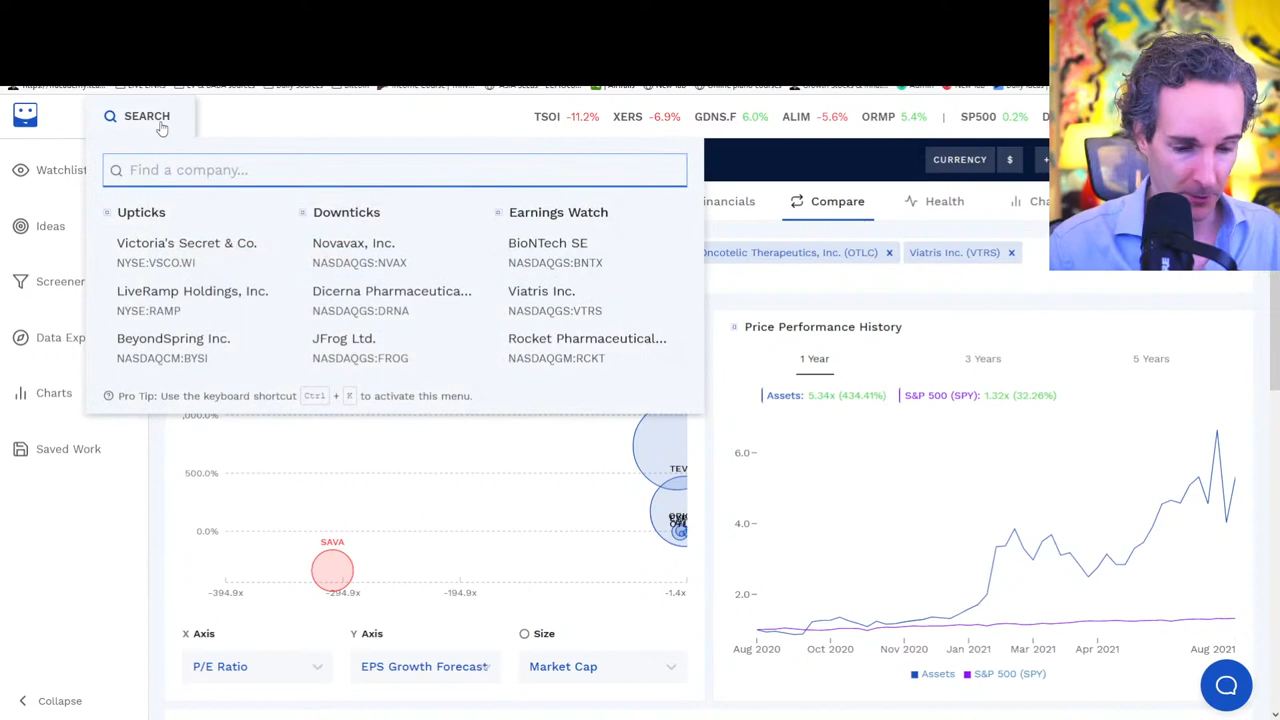 SEARCH
TSOI -11.2% XERS -6.9% GDNS.F 6.0% ALIM -5.6% ORMP 5.4% | SP500 0.2%
Find a company...
CURRENCY $
Watchlist
Ideas
Screener
Data Exp
Charts
Saved Work
Collapse
Upticks
Victoria's Secret & Co.
NYSE:VSCO.WI
LiveRamp Holdings, Inc.
NYSE:RAMP
BeyondSpring Inc.
NASDAQCM:BYSI
Downticks
Novavax, Inc.
NASDAQGS:NVAX
Dicerna Pharmaceutica...
NASDAQGS:DRNA
JFrog Ltd.
NASDAQGS:FROG
Earnings Watch
BioNTech SE
NASDAQGS:BNTX
Viatris Inc.
NASDAQGS:VTRS
Rocket Pharmaceutical...
NASDAQGM:RCKT
Pro Tip: Use the keyboard shortcut Ctrl + K to activate this menu.
inancials Compare Health Cha
Oncotelic Therapeutics, Inc. (OTLC) × Viatris Inc. (VTRS) ×
Price Performance History
1 Year 3 Years 5 Years
Assets: 5.34x (434.41%) S&P 500 (SPY): 1.32x (32.26%)
6.0
4.0
2.0
Aug 2020 Oct 2020 Nov 2020 Jan 2021 Mar 2021 Apr 2021 Aug 2021
Assets S&P 500 (SPY)
,000.0%
500.0%
0.0%
TEV
SAVA
-394.9x -294.9x -194.9x -1.4x
X Axis Y Axis Size
P/E Ratio EPS Growth Forecast Market Cap